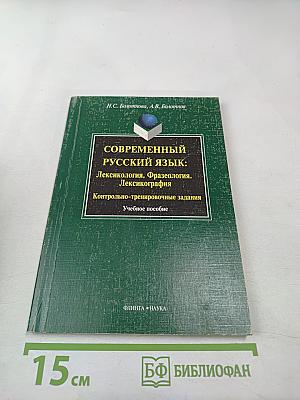 Н.С. Болотнова, А.В. Болотнов
СОВРЕМЕННЫЙ
РУССКИЙ ЯЗЫК:
Лексикология. Фразеология.
Лексикография
Контрольно-тренировочные задания
Учебное пособие
ФЛИНТА • НАУКА
15 см
БФ БИБЛИОФАН